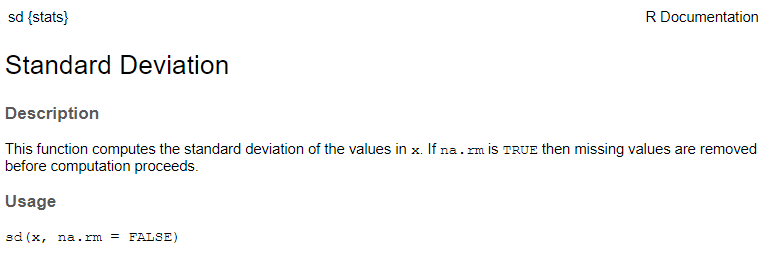 sd {stats}
R Documentation
Standard Deviation
Description
This function computes the standard deviation of the values in x. If na.rm is TRUE then missing values are removed
before computation proceeds.
Usage
sd(x, na.rm = FALSE)